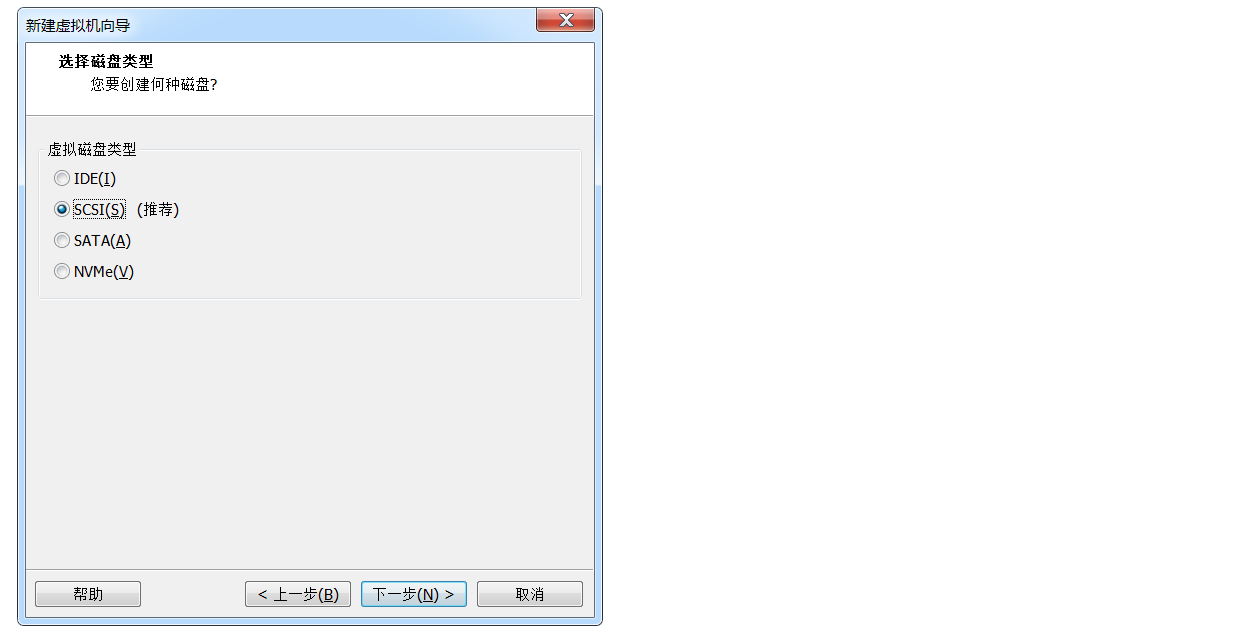 新建虚拟机向导
选择磁盘类型
您要创建何种磁盘?
虚拟磁盘类型
IDE(I)
SCSI(S) (推荐)
SATA(A)
NVMe(V)
帮助 < 上一步(B) 下一步(N) > 取消